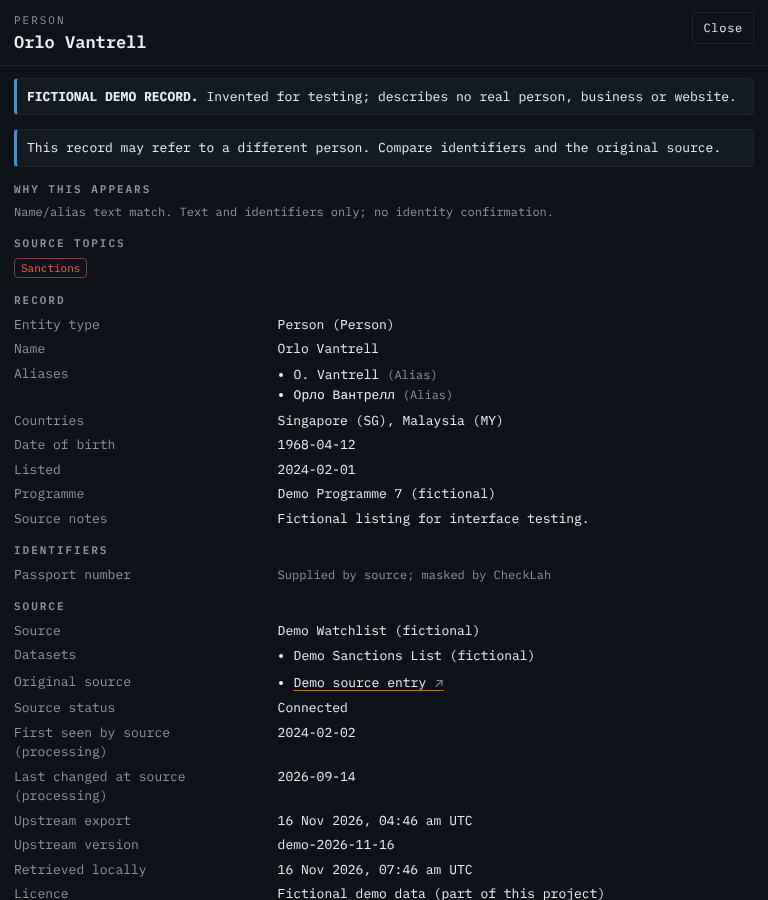 PERSON
Orlo Vantrell
Close
FICTIONAL DEMO RECORD. Invented for testing; describes no real person, business or website.
This record may refer to a different person. Compare identifiers and the original source.
WHY THIS APPEARS
Name/alias text match. Text and identifiers only; no identity confirmation.
SOURCE TOPICS
Sanctions
RECORD
Entity type Person (Person)
Name Orlo Vantrell
Aliases • O. Vantrell (Alias)
• Орло Вантрелл (Alias)
Countries Singapore (SG), Malaysia (MY)
Date of birth 1968-04-12
Listed 2024-02-01
Programme Demo Programme 7 (fictional)
Source notes Fictional listing for interface testing.
IDENTIFIERS
Passport number Supplied by source; masked by CheckLah
SOURCE
Source Demo Watchlist (fictional)
Datasets • Demo Sanctions List (fictional)
Original source • Demo source entry ↗
Source status Connected
First seen by source 2024-02-02
(processing)
Last changed at source 2026-09-14
(processing)
Upstream export 16 Nov 2026, 04:46 am UTC
Upstream version demo-2026-11-16
Retrieved locally 16 Nov 2026, 07:46 am UTC
Licence Fictional demo data (part of this project)